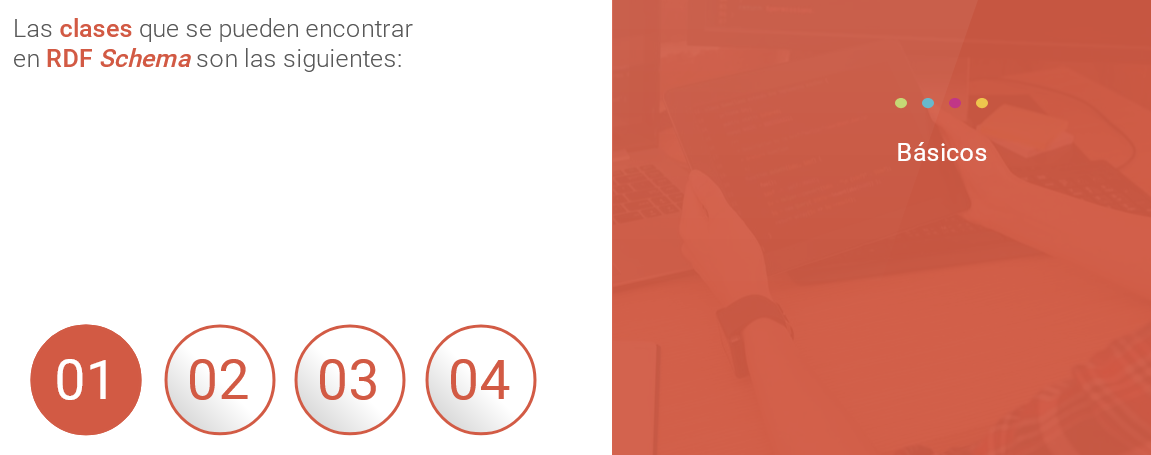 Las clases que se pueden encontrar
en RDF Schema son las siguientes:
Básicos
01 02 03 04